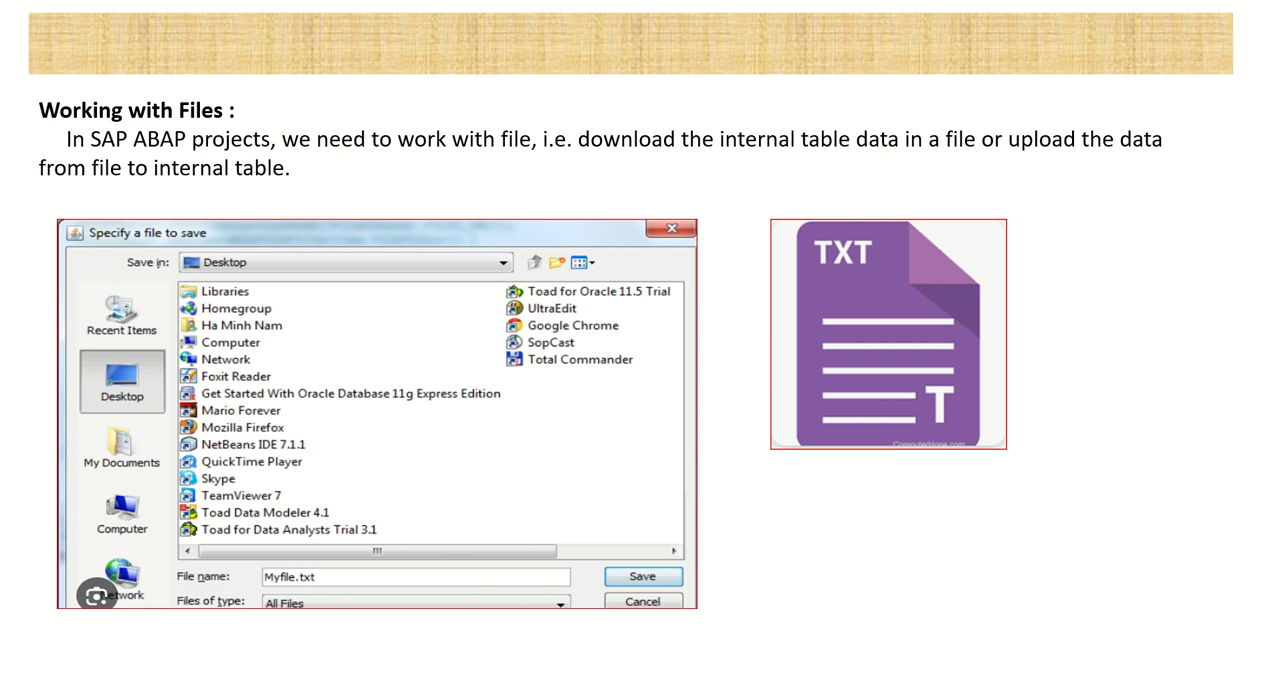 Working with Files :
In SAP ABAP projects, we need to work with file, i.e. download the internal table data in a file or upload the data
from file to internal table.
Specify a file to save
Save in: Desktop
Recent Items
Desktop
My Documents
Computer
Network
Libraries
Homegroup
Ha Minh Nam
Computer
Network
Foxit Reader
Get Started With Oracle Database 11g Express Edition
Mario Forever
Mozilla Firefox
NetBeans IDE 7.1.1
QuickTime Player
Skype
TeamViewer 7
Toad Data Modeler 4.1
Toad for Data Analysts Trial 3.1
Toad for Oracle 11.5 Trial
UltraEdit
Google Chrome
SopCast
Total Commander
File name: Myfile.txt Save
Files of type: All Files Cancel
TXT
T
ComputerHope.com